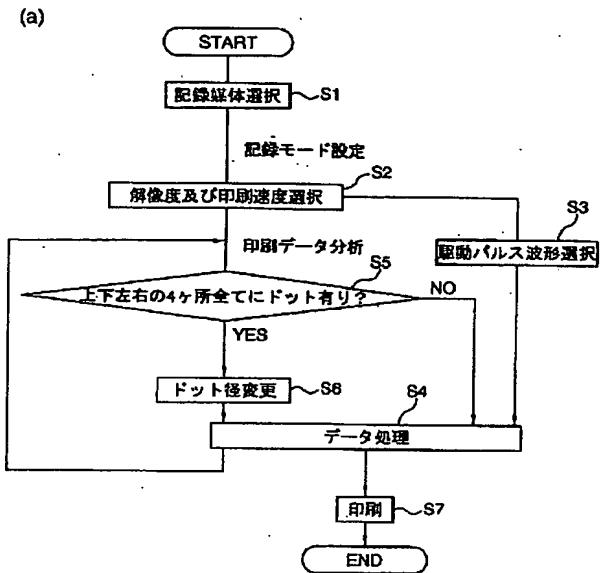 (a)
START
記録媒体選択 S1
記録モード設定
S2
解像度及び印刷速度選択
S3
駆動パルス波形選択
印刷データ分析
S5
上下左右の4ヶ所全てにドット有り?
NO
YES
ドット径変更 S6
S4
データ処理
印刷 S7
END